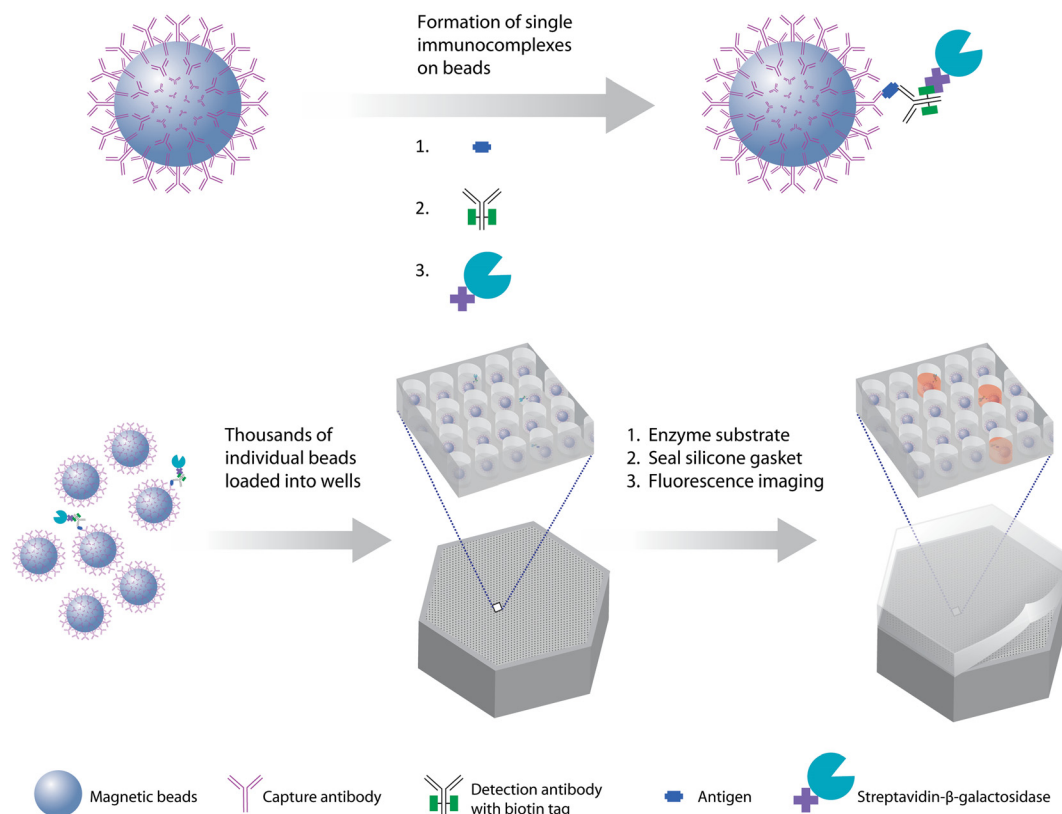 Formation of single
immunocomplexes
on beads
1.
2.
3.
Thousands of
individual beads
loaded into wells
1. Enzyme substrate
2. Seal silicone gasket
3. Fluorescence imaging
Magnetic beads
Capture antibody
Detection antibody
with biotin tag
Antigen
Streptavidin-β-galactosidase